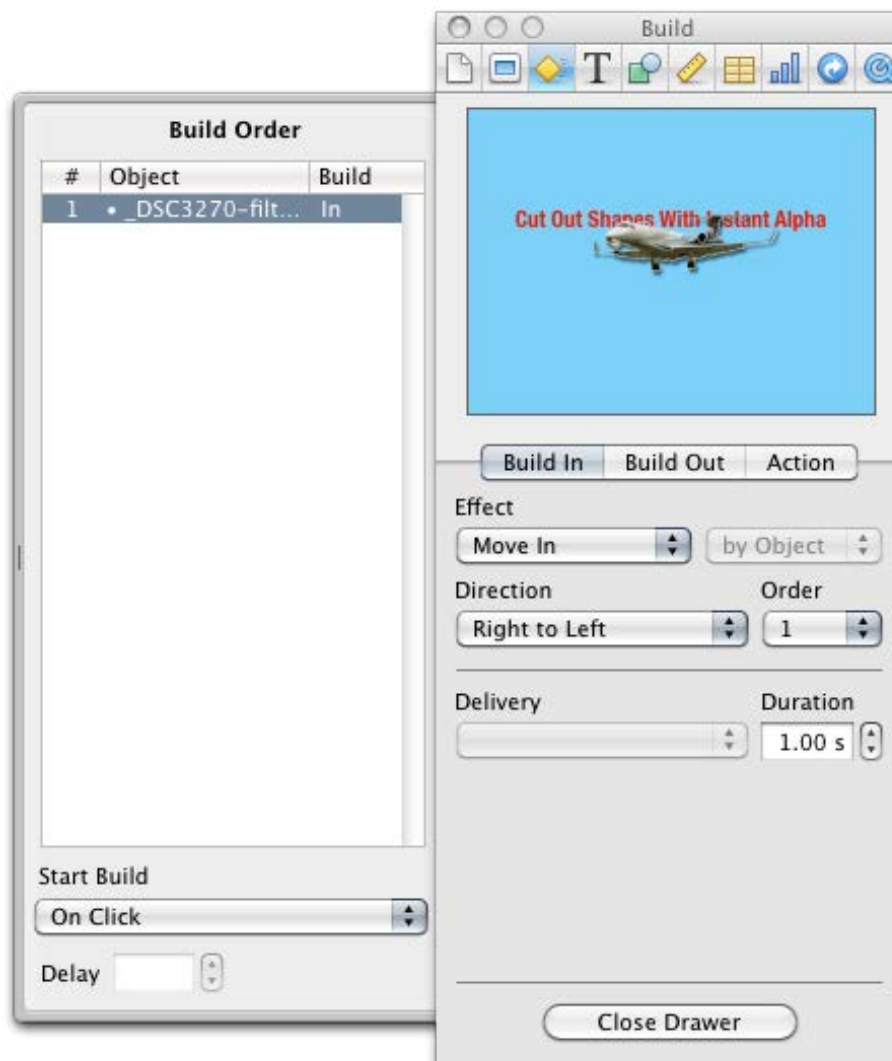 Build
T
Build Order
# Object Build
1 • _DSC3270-filt... In
Start Build
On Click
Delay
Cut Out Shapes With Instant Alpha
Build In Build Out Action
Effect
Move In by Object
Direction Order
Right to Left 1
Delivery Duration
1.00 s
Close Drawer